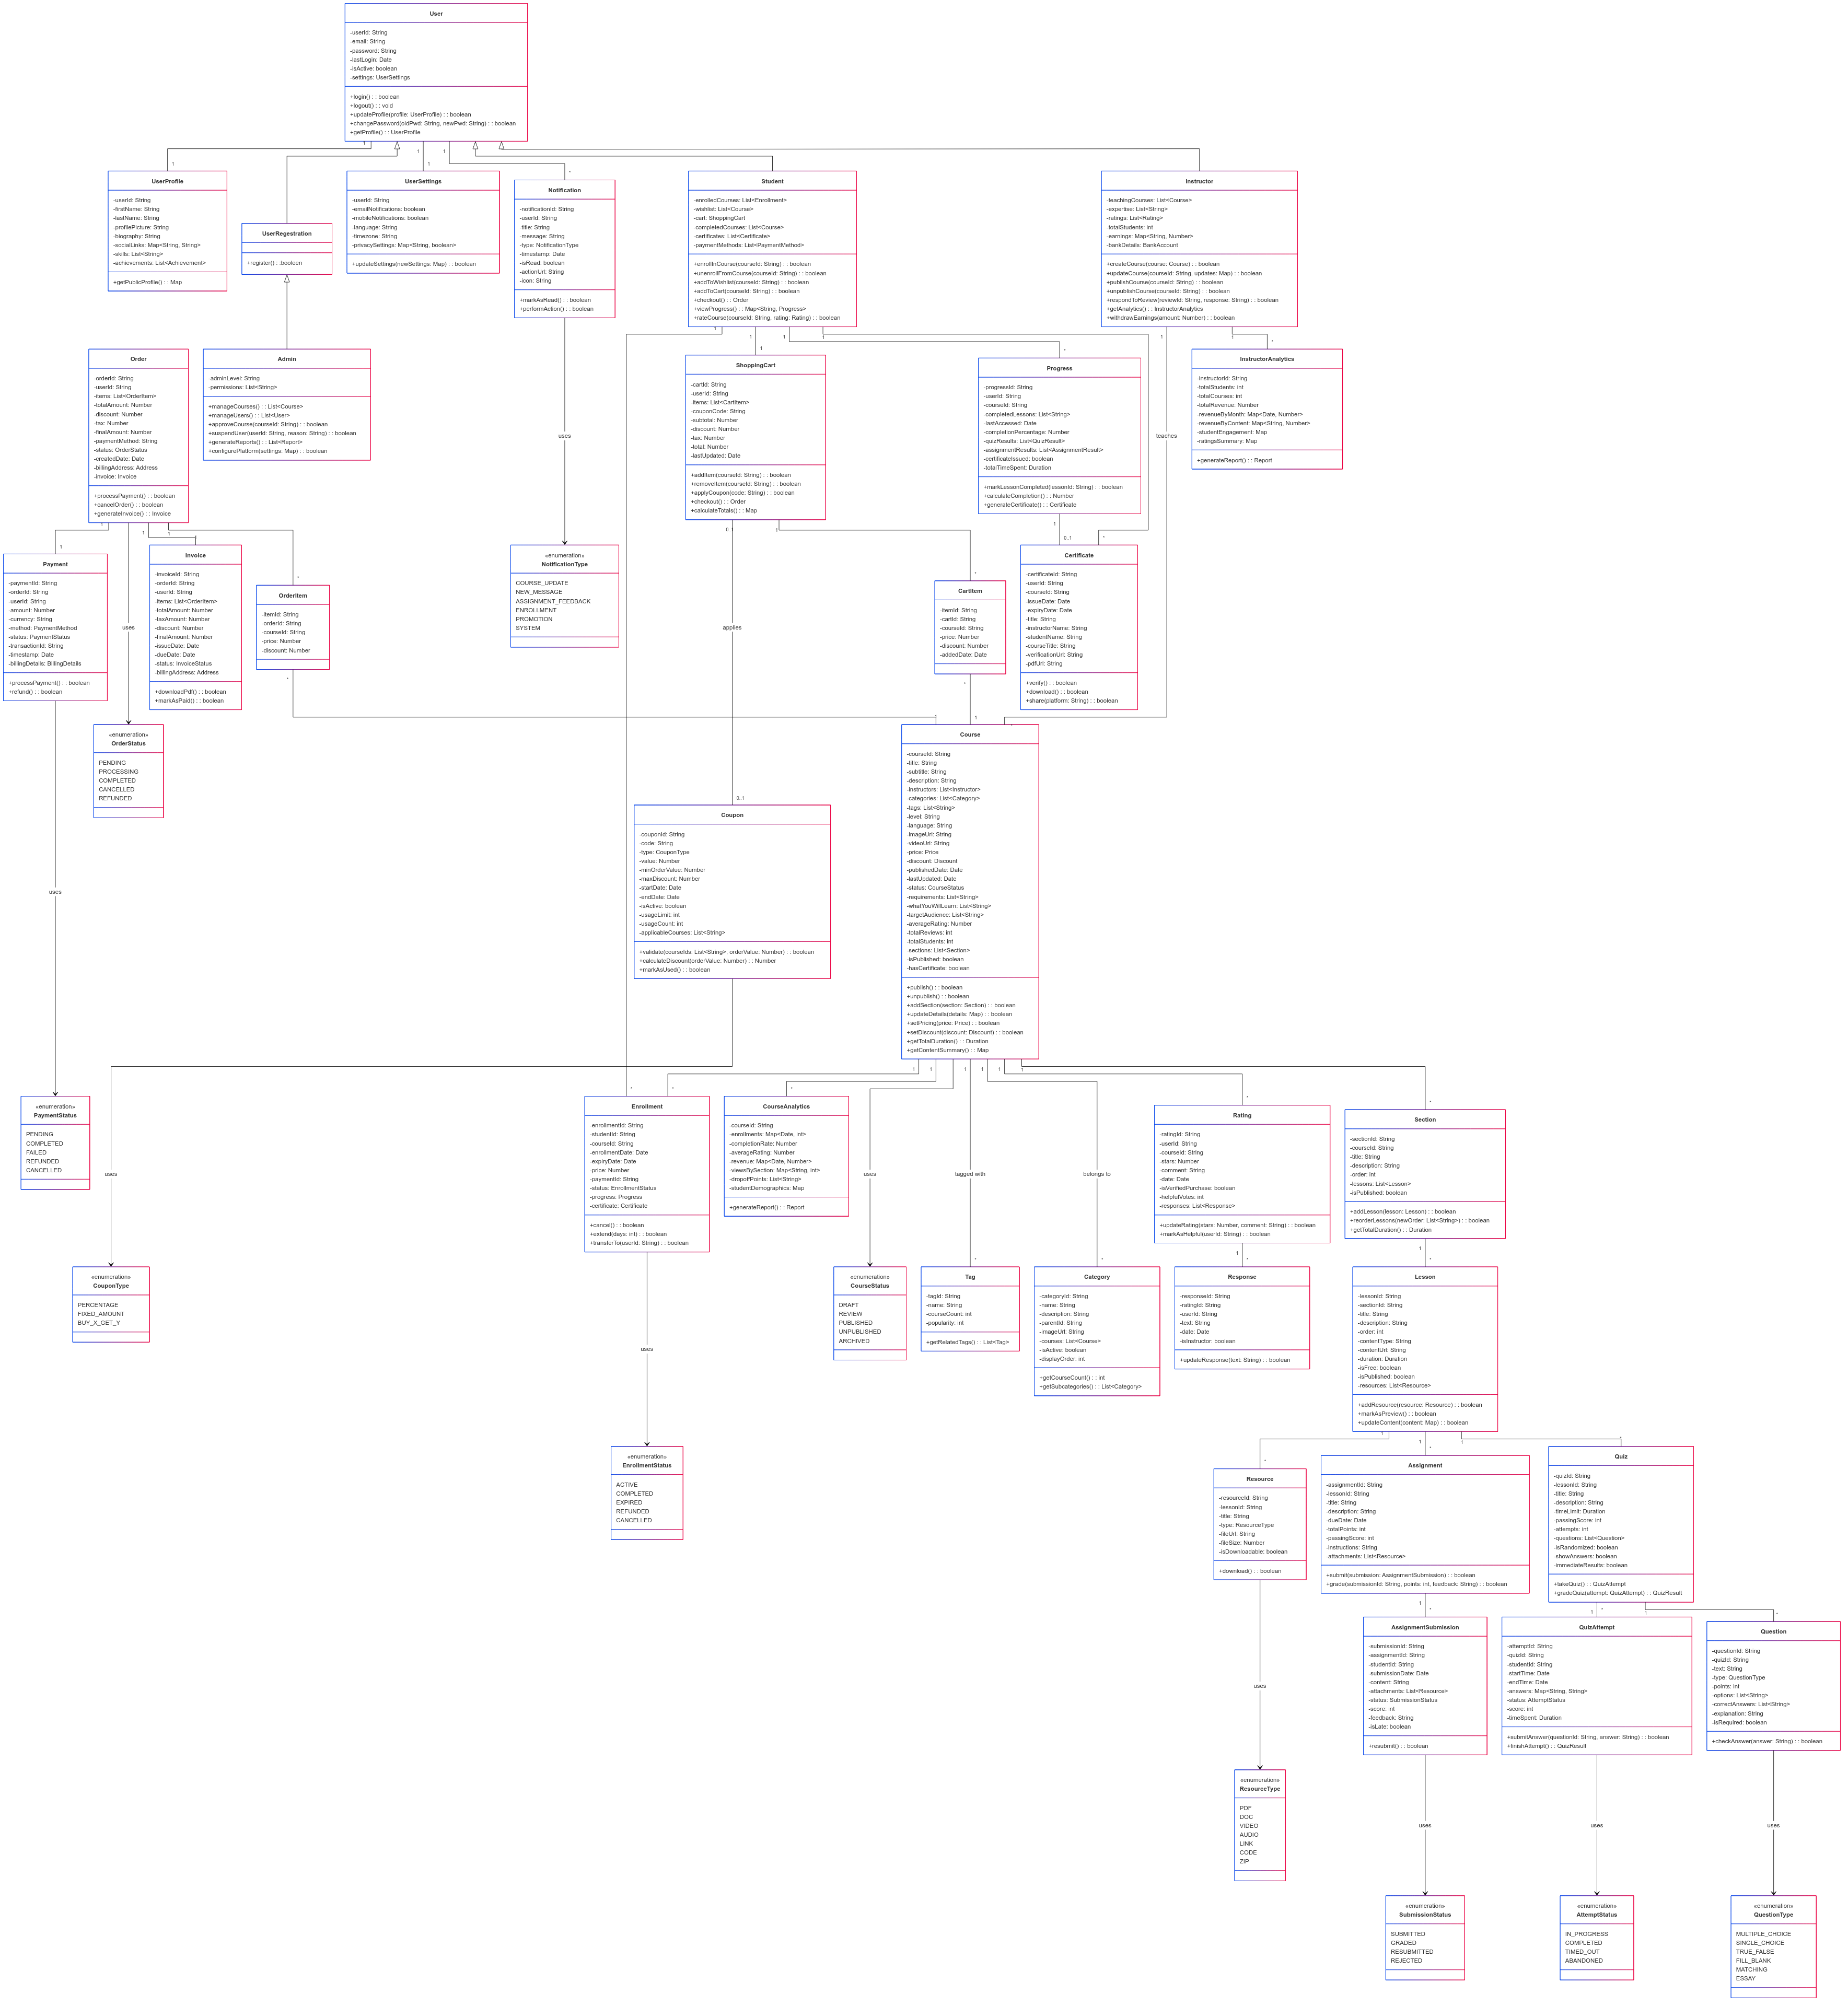 User
-userId: String
-email: String
-password: String
-lastLogin: Date
-isActive: boolean
-settings: UserSettings
+login() : : boolean
+logout() : : void
+updateProfile(profile: UserProfile) : : boolean
+changePassword(oldPwd: String, newPwd: String) : : boolean
+getProfile() : : UserProfile
1
1
1
1
1
*
UserProfile
-userId: String
-firstName: String
-lastName: String
-profilePicture: String
-biography: String
-socialLinks: Map<String, String>
-skills: List<String>
-achievements: List<Achievement>
+getPublicProfile() : : Map
UserRegestration
+register() : : booleen
UserSettings
-userId: String
-emailNotifications: boolean
-mobileNotifications: boolean
-language: String
-timezone: String
-privacySettings: Map<String, boolean>
+updateSettings(newSettings: Map) : : boolean
Notification
-notificationId: String
-userId: String
-title: String
-message: String
-type: NotificationType
-timestamp: Date
-isRead: boolean
-actionUrl: String
-icon: String
+markAsRead() : : boolean
+performAction() : : boolean
Student
-enrolledCourses: List<Enrollment>
-wishlist: List<Course>
-cart: ShoppingCart
-completedCourses: List<Course>
-certificates: List<Certificate>
-paymentMethods: List<PaymentMethod>
+enrollInCourse(courseId: String) : : boolean
+unenrollFromCourse(courseId: String) : : boolean
+addToWishlist(courseId: String) : : boolean
+addToCart(courseId: String) : : boolean
+checkout() : : Order
+viewProgress() : : Map<String, Progress>
+rateCourse(courseId: String, rating: Rating) : : boolean
Instructor
-teachingCourses: List<Course>
-expertise: List<String>
-ratings: List<Rating>
-totalStudents: int
-earnings: Map<String, Number>
-bankDetails: BankAccount
+createCourse(course: Course) : : boolean
+updateCourse(courseId: String, updates: Map) : : boolean
+publishCourse(courseId: String) : : boolean
+unpublishCourse(courseId: String) : : boolean
+respondToReview(reviewId: String, response: String) : : boolean
+getAnalytics() : : InstructorAnalytics
+withdrawEarnings(amount: Number) : : boolean
1
1
1
1
1
*
1
1
*
Order
-orderId: String
-userId: String
-items: List<OrderItem>
-totalAmount: Number
-discount: Number
-tax: Number
-finalAmount: Number
-paymentMethod: String
-status: OrderStatus
-createdDate: Date
-billingAddress: Address
-invoice: Invoice
+processPayment() : : boolean
+cancelOrder() : : boolean
+generateInvoice() : : Invoice
Admin
-adminLevel: String
-permissions: List<String>
+manageCourses() : : List<Course>
+manageUsers() : : List<User>
+approveCourse(courseId: String) : : boolean
+suspendUser(userId: String, reason: String) : : boolean
+generateReports() : : List<Report>
+configurePlatform(settings: Map) : : boolean
uses
ShoppingCart
-cartId: String
-userId: String
-items: List<CartItem>
-couponCode: String
-subtotal: Number
-discount: Number
-tax: Number
-total: Number
-lastUpdated: Date
+addItem(courseId: String) : : boolean
+removeItem(courseId: String) : : boolean
+applyCoupon(code: String) : : boolean
+checkout() : : Order
+calculateTotals() : : Map
Progress
-progressId: String
-userId: String
-courseId: String
-completedLessons: List<String>
-lastAccessed: Date
-completionPercentage: Number
-quizResults: List<QuizResult>
-assignmentResults: List<AssignmentResult>
-certificateIssued: boolean
-totalTimeSpent: Duration
+markLessonCompleted(lessonId: String) : : boolean
+calculateCompletion() : : Number
+generateCertificate() : : Certificate
teaches
InstructorAnalytics
-instructorId: String
-totalStudents: int
-totalCourses: int
-totalRevenue: Number
-revenueByMonth: Map<Date, Number>
-revenueByContent: Map<String, Number>
-studentEngagement: Map
-ratingsSummary: Map
+generateReport() : : Report
1
1
1
1
*
0..1
1
*
1
0..1
*
Payment
-paymentId: String
-orderId: String
-userId: String
-amount: Number
-currency: String
-method: PaymentMethod
-status: PaymentStatus
-transactionId: String
-timestamp: Date
-billingDetails: BillingDetails
+processPayment() : : boolean
+refund() : : boolean
uses
Invoice
-invoiceId: String
-orderId: String
-userId: String
-items: List<OrderItem>
-totalAmount: Number
-taxAmount: Number
-discount: Number
-finalAmount: Number
-issueDate: Date
-dueDate: Date
-status: InvoiceStatus
-billingAddress: Address
+downloadPdf() : : boolean
+markAsPaid() : : boolean
OrderItem
-itemId: String
-orderId: String
-courseId: String
-price: Number
-discount: Number
*
«enumeration»
NotificationType
COURSE_UPDATE
NEW_MESSAGE
ASSIGNMENT_FEEDBACK
ENROLLMENT
PROMOTION
SYSTEM
applies
CartItem
-itemId: String
-cartId: String
-courseId: String
-price: Number
-discount: Number
-addedDate: Date
*
1
Certificate
-certificateId: String
-userId: String
-courseId: String
-issueDate: Date
-expiryDate: Date
-title: String
-instructorName: String
-studentName: String
-courseTitle: String
-verificationUrl: String
-pdfUrl: String
+verify() : : boolean
+download() : : boolean
+share(platform: String) : : boolean
«enumeration»
OrderStatus
PENDING
PROCESSING
COMPLETED
CANCELLED
REFUNDED
0..1
Coupon
-couponId: String
-code: String
-type: CouponType
-value: Number
-minOrderValue: Number
-maxDiscount: Number
-startDate: Date
-endDate: Date
-isActive: boolean
-usageLimit: int
-usageCount: int
-applicableCourses: List<String>
+validate(courseIds: List<String>, orderValue: Number) : : boolean
+calculateDiscount(orderValue: Number) : : Number
+markAsUsed() : : boolean
Course
-courseId: String
-title: String
-subtitle: String
-description: String
-instructors: List<Instructor>
-categories: List<Category>
-tags: List<String>
-level: String
-language: String
-imageUrl: String
-videoUrl: String
-price: Price
-discount: Discount
-publishedDate: Date
-lastUpdated: Date
-status: CourseStatus
-requirements: List<String>
-whatYouWillLearn: List<String>
-targetAudience: List<String>
-averageRating: Number
-totalReviews: int
-totalStudents: int
-sections: List<Section>
-isPublished: boolean
-hasCertificate: boolean
+publish() : : boolean
+unpublish() : : boolean
+addSection(section: Section) : : boolean
+updateDetails(details: Map) : : boolean
+setPricing(price: Price) : : boolean
+setDiscount(discount: Discount) : : boolean
+getTotalDuration() : : Duration
+getContentSummary() : : Map
uses
1
1
1
1
1
1
*
*
*
*
*
«enumeration»
PaymentStatus
PENDING
COMPLETED
FAILED
REFUNDED
CANCELLED
uses
Enrollment
-enrollmentId: String
-studentId: String
-courseId: String
-enrollmentDate: Date
-expiryDate: Date
-price: Number
-paymentId: String
-status: EnrollmentStatus
-progress: Progress
-certificate: Certificate
+cancel() : : boolean
+extend(days: int) : : boolean
+transferTo(userId: String) : : boolean
CourseAnalytics
-courseId: String
-enrollments: Map<Date, int>
-completionRate: Number
-averageRating: Number
-revenue: Map<Date, Number>
-viewsBySection: Map<String, int>
-dropoffPoints: List<String>
-studentDemographics: Map
+generateReport() : : Report
uses
tagged with
belongs to
Rating
-ratingId: String
-userId: String
-courseId: String
-stars: Number
-comment: String
-date: Date
-isVerifiedPurchase: boolean
-helpfulVotes: int
-responses: List<Response>
+updateRating(stars: Number, comment: String) : : boolean
+markAsHelpful(userId: String) : : boolean
Section
-sectionId: String
-courseId: String
-title: String
-description: String
-order: int
-lessons: List<Lesson>
-isPublished: boolean
+addLesson(lesson: Lesson) : : boolean
+reorderLessons(newOrder: List<String>) : : boolean
+getTotalDuration() : : Duration
*
*
1
*
1
*
«enumeration»
CouponType
PERCENTAGE
FIXED_AMOUNT
BUY_X_GET_Y
uses
«enumeration»
CourseStatus
DRAFT
REVIEW
PUBLISHED
UNPUBLISHED
ARCHIVED
Tag
-tagId: String
-name: String
-courseCount: int
-popularity: int
+getRelatedTags() : : List<Tag>
Category
-categoryId: String
-name: String
-description: String
-parentId: String
-imageUrl: String
-courses: List<Course>
-isActive: boolean
-displayOrder: int
+getCourseCount() : : int
+getSubcategories() : : List<Category>
Response
-responseId: String
-ratingId: String
-userId: String
-text: String
-date: Date
-isInstructor: boolean
+updateResponse(text: String) : : boolean
Lesson
-lessonId: String
-sectionId: String
-title: String
-description: String
-order: int
-contentType: String
-contentUrl: String
-duration: Duration
-isFree: boolean
-isPublished: boolean
-resources: List<Resource>
+addResource(resource: Resource) : : boolean
+markAsPreview() : : boolean
+updateContent(content: Map) : : boolean
1
1
1
*
*
*
«enumeration»
EnrollmentStatus
ACTIVE
COMPLETED
EXPIRED
REFUNDED
CANCELLED
Resource
-resourceId: String
-lessonId: String
-title: String
-type: ResourceType
-fileUrl: String
-fileSize: Number
-isDownloadable: boolean
+download() : : boolean
Assignment
-assignmentId: String
-lessonId: String
-title: String
-description: String
-dueDate: Date
-totalPoints: int
-passingScore: int
-instructions: String
-attachments: List<Resource>
+submit(submission: AssignmentSubmission) : : boolean
+grade(submissionId: String, points: int, feedback: String) : : boolean
Quiz
-quizId: String
-lessonId: String
-title: String
-description: String
-timeLimit: Duration
-passingScore: int
-attempts: int
-questions: List<Question>
-isRandomized: boolean
-showAnswers: boolean
-immediateResults: boolean
+takeQuiz() : : QuizAttempt
+gradeQuiz(attempt: QuizAttempt) : : QuizResult
1
*
1
*
1
*
uses
AssignmentSubmission
-submissionId: String
-assignmentId: String
-studentId: String
-submissionDate: Date
-content: String
-attachments: List<Resource>
-status: SubmissionStatus
-score: int
-feedback: String
-isLate: boolean
+resubmit() : : boolean
QuizAttempt
-attemptId: String
-quizId: String
-studentId: String
-startTime: Date
-endTime: Date
-answers: Map<String, String>
-status: AttemptStatus
-score: int
-timeSpent: Duration
+submitAnswer(questionId: String, answer: String) : : boolean
+finishAttempt() : : QuizResult
Question
-questionId: String
-quizId: String
-text: String
-type: QuestionType
-points: int
-options: List<String>
-correctAnswers: List<String>
-explanation: String
-isRequired: boolean
+checkAnswer(answer: String) : : boolean
«enumeration»
ResourceType
PDF
DOC
VIDEO
AUDIO
LINK
CODE
ZIP
uses
uses
uses
«enumeration»
SubmissionStatus
SUBMITTED
GRADED
RESUBMITTED
REJECTED
«enumeration»
AttemptStatus
IN_PROGRESS
COMPLETED
TIMED_OUT
ABANDONED
«enumeration»
QuestionType
MULTIPLE_CHOICE
SINGLE_CHOICE
TRUE_FALSE
FILL_BLANK
MATCHING
ESSAY